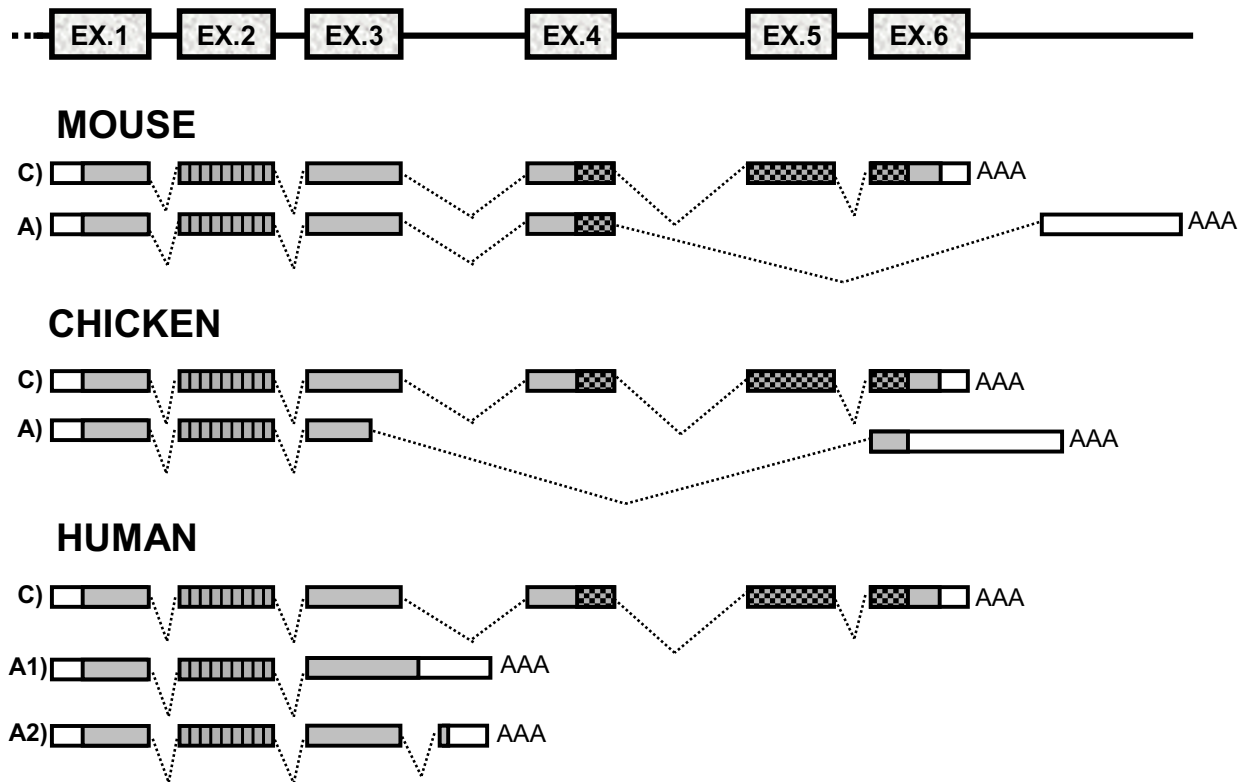 EX.1 EX.2 EX.3 EX.4 EX.5 EX.6
MOUSE
C) AAA
A) AAA
CHICKEN
C) AAA
A) AAA
HUMAN
C) AAA
A1) AAA
A2) AAA